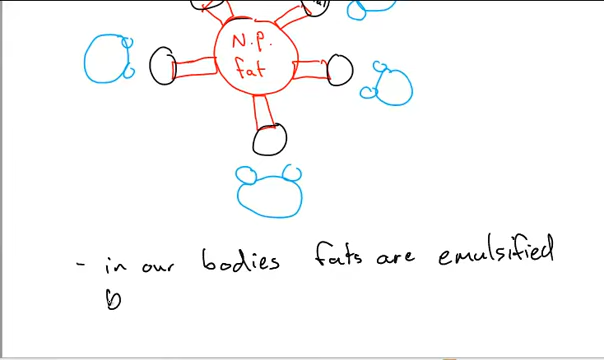 N.P.
fat
- in our bodies fats are emulsified
b